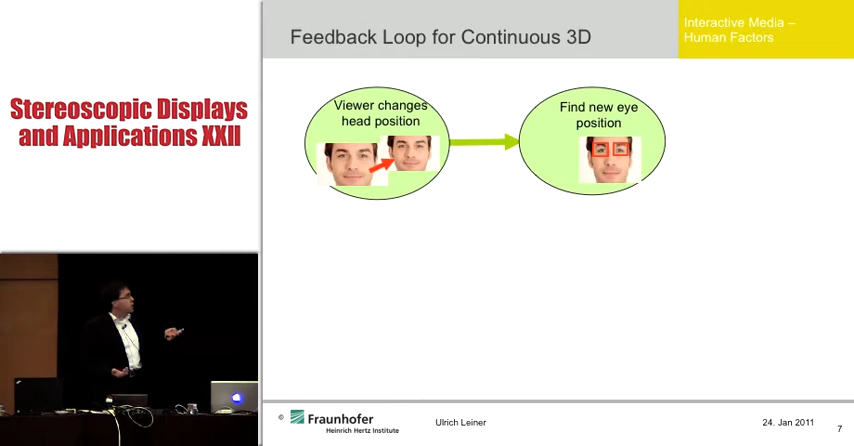 Stereoscopic Displays
and Applications XXII
Feedback Loop for Continuous 3D
Interactive Media –
Human Factors
Viewer changes
head position
Find new eye
position
©
Fraunhofer
Heinrich Hertz Institute
Ulrich Leiner
24. Jan 2011
7